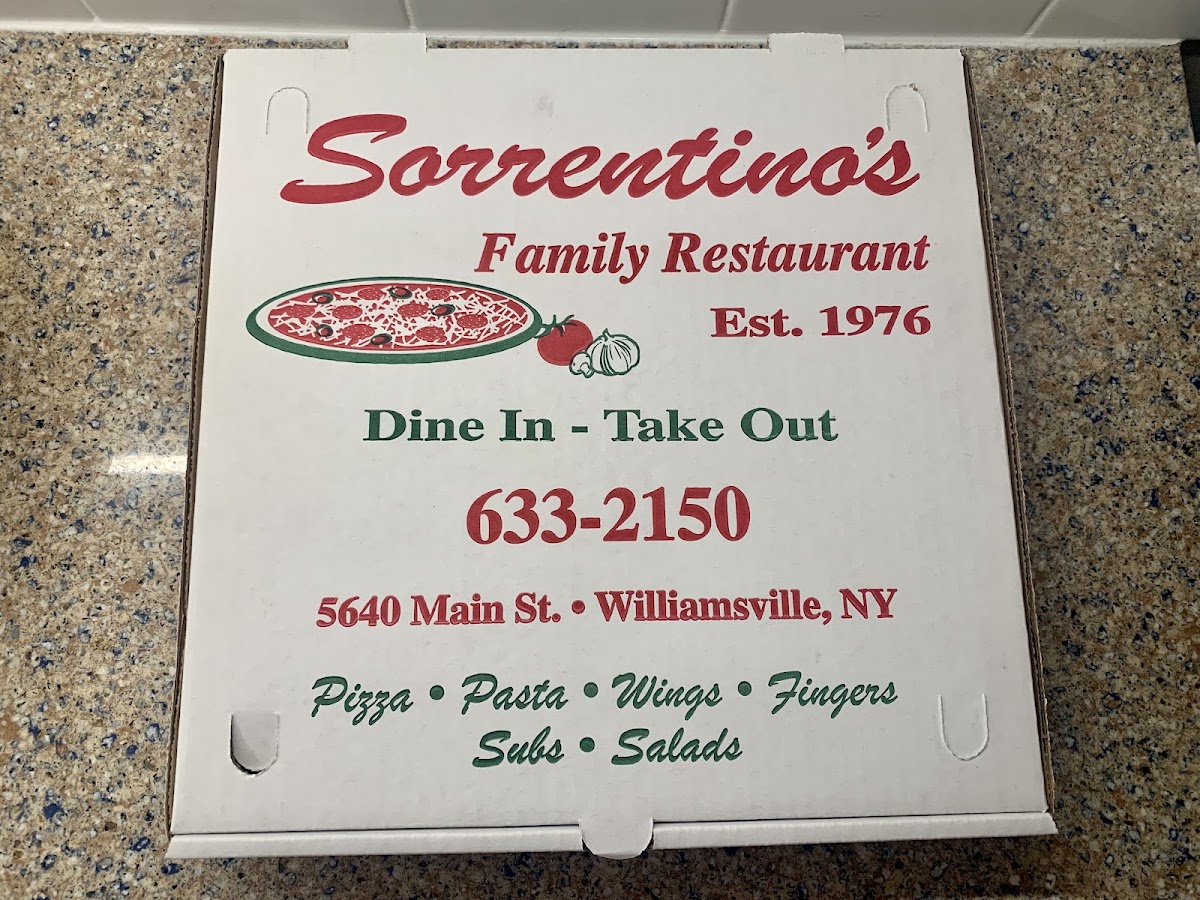 Sorrentino's
Family Restaurant
Est. 1976
Dine In - Take Out
633-2150
5640 Main St. • Williamsville, NY
Pizza • Pasta • Wings • Fingers
Subs • Salads